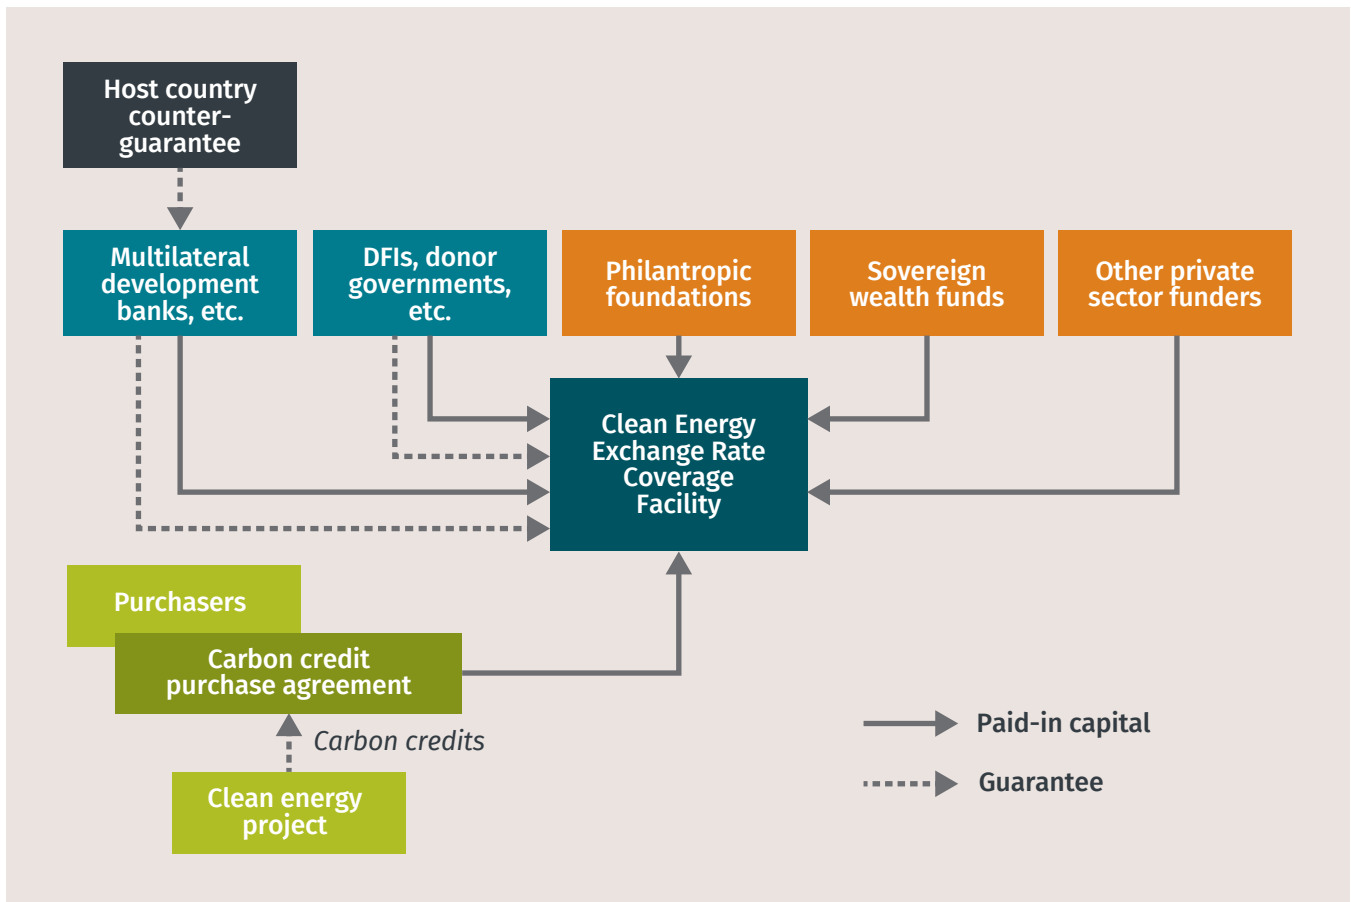 Host country
counter-
guarantee
Multilateral
development
banks, etc.
DFIs, donor
governments,
etc.
Philantropic
foundations
Sovereign
wealth funds
Other private
sector funders
Clean Energy
Exchange Rate
Coverage
Facility
Purchasers
Carbon credit
purchase agreement
Carbon credits
Clean energy
project
Paid-in capital
Guarantee